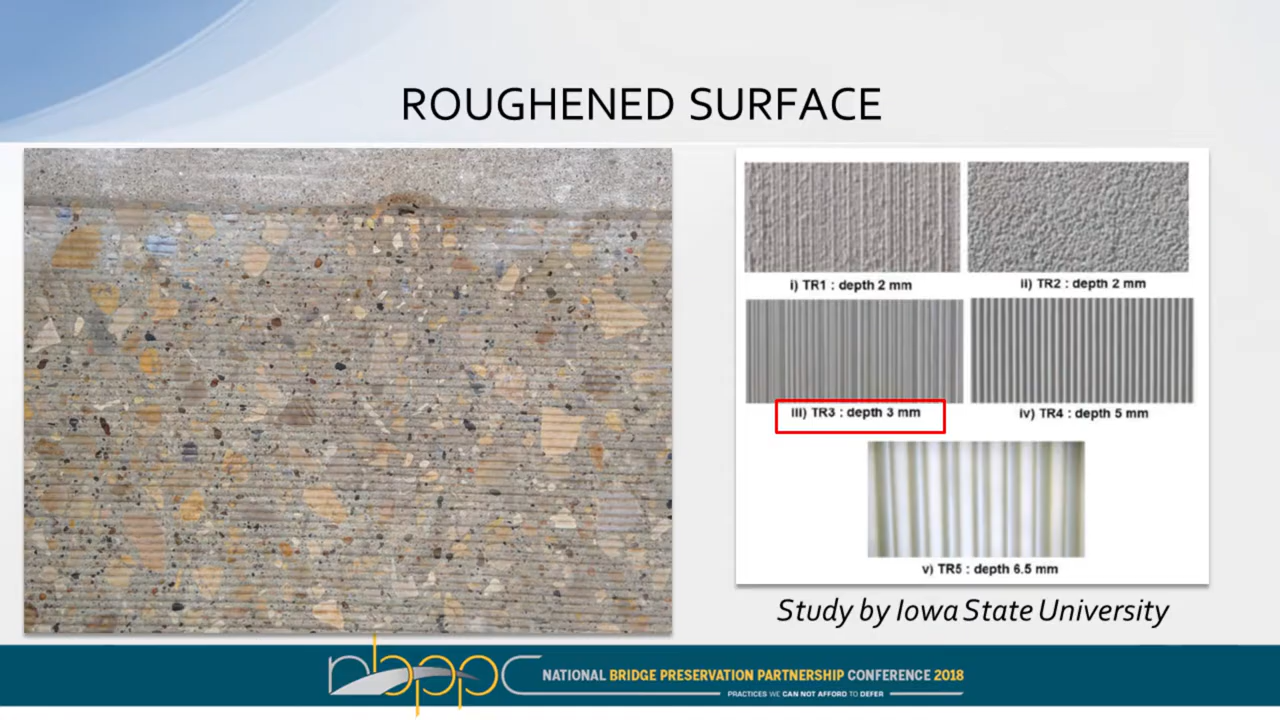 ROUGHENED SURFACE
i) TR1 : depth 2 mm
ii) TR2 : depth 2 mm
iii) TR3 : depth 3 mm
iv) TR4 : depth 5 mm
v) TR5 : depth 6.5 mm
Study by Iowa State University
nbppc
NATIONAL BRIDGE PRESERVATION PARTNERSHIP CONFERENCE 2018
PRACTICES WE CAN NOT AFFORD TO DEFER